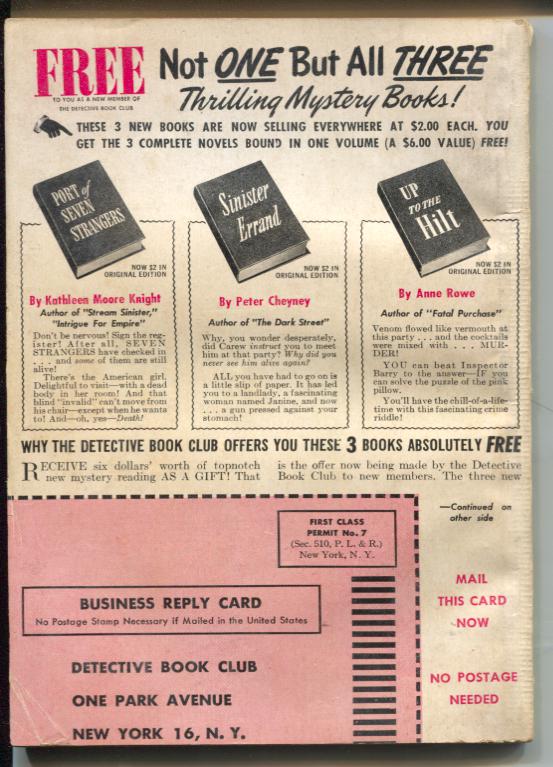 FREE
TO YOU AS A NEW MEMBER OF
THE DETECTIVE BOOK CLUB
Not ONE But All THREE
Thrilling Mystery Books!
THESE 3 NEW BOOKS ARE NOW SELLING EVERYWHERE AT $2.00 EACH. YOU
GET THE 3 COMPLETE NOVELS BOUND IN ONE VOLUME (A $6.00 VALUE) FREE!
PORT of
SEVEN
STRANGERS
NOW $2 IN
ORIGINAL EDITION
By Kathleen Moore Knight
Author of "Stream Sinister,"
"Intrigue For Empire"
Don't be nervous! Sign the reg-
ister! After all, SEVEN
STRANGERS have checked in
. . . and some of them are still
alive!
There's the American girl.
Delightful to visit—with a dead
body in her room! And that
blind "invalid" can't move from
his chair—except when he wants
to! And—oh, yes—Death!
Sinister
Errand
NOW $2 IN
ORIGINAL EDITION
By Peter Cheyney
Author of "The Dark Street"
Why, you wonder desperately,
did Carew instruct you to meet
him at that party? Why did you
never see him alive again?
ALL you have to go on is
a little slip of paper. It has led
you to a landlady, a fascinating
woman named Janine, and now
. . . a gun pressed against your
stomach!
UP
TO THE
Hilt
NOW $2 IN
ORIGINAL EDITION
By Anne Rowe
Author of "Fatal Purchase"
Venom flowed like vermouth at
this party . . . and the cocktails
were mixed with . . . MUR-
DER!
YOU can beat Inspector
Barry to the answer—IF you
can solve the puzzle of the pink
pillow.
You'll have the chill-of-a-life-
time with this fascinating crime
riddle!
WHY THE DETECTIVE BOOK CLUB OFFERS YOU THESE 3 BOOKS ABSOLUTELY FREE
RECEIVE six dollars' worth of topnotch
new mystery reading AS A GIFT! That
is the offer now being made by the Detective
Book Club to new members. The three new
—Continued on
other side
FIRST CLASS
PERMIT No. 7
(Sec. 510, P. L. & R.)
New York, N. Y.
BUSINESS REPLY CARD
No Postage Stamp Necessary if Mailed in the United States
DETECTIVE BOOK CLUB
ONE PARK AVENUE
NEW YORK 16, N. Y.
MAIL
THIS CARD
NOW
NO POSTAGE
NEEDED